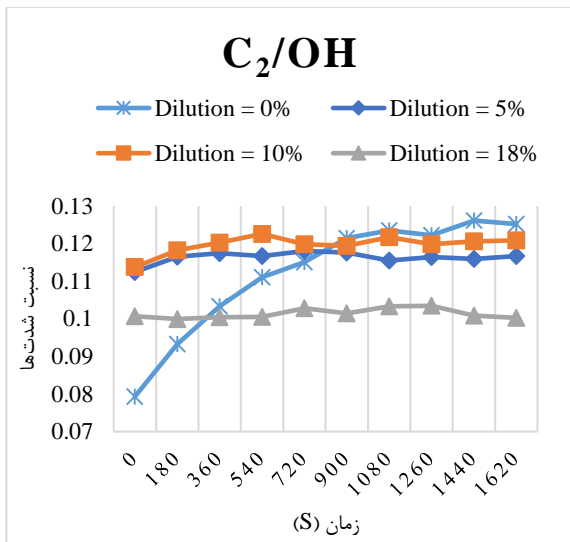 C₂/OH
Dilution = 0%
Dilution = 5%
Dilution = 10%
Dilution = 18%
0.13
0.12
0.11
0.1
0.09
0.08
0.07
نسبت شدت‌ها
0 180 360 540 720 900 1080 1260 1440 1620
زمان (S)